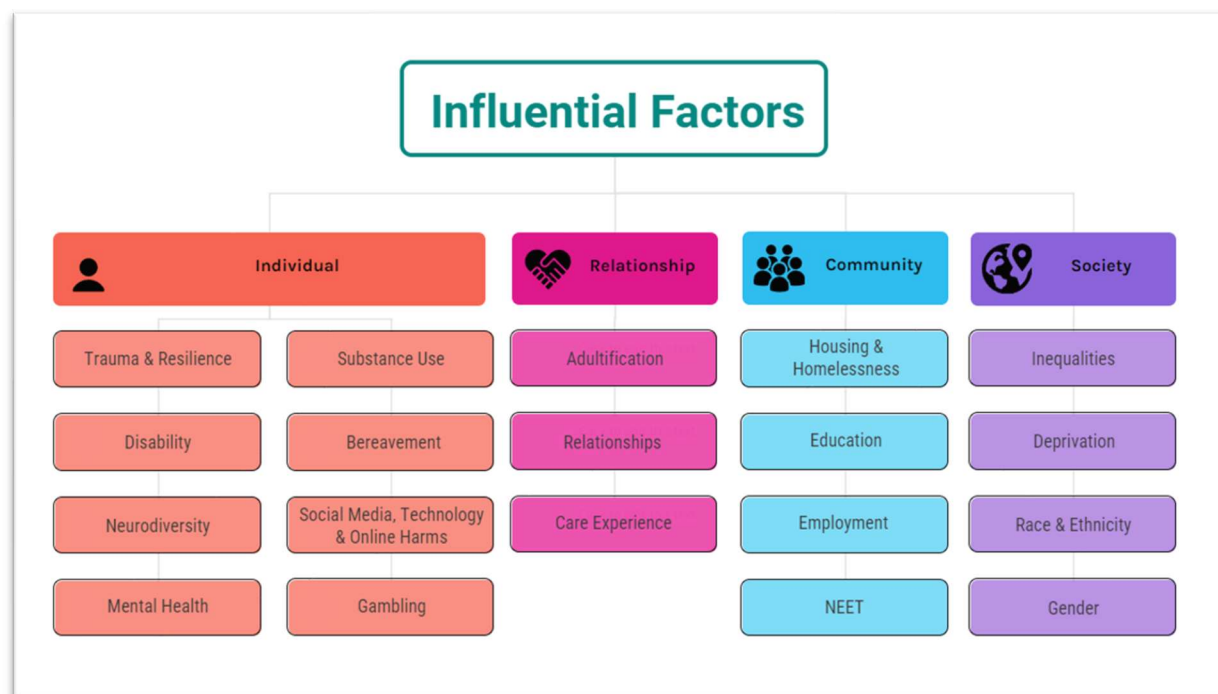 Influential Factors
Individual
Relationship
Community
Society
Trauma & Resilience
Substance Use
Adultification
Housing &
Homelessness
Inequalities
Disability
Bereavement
Relationships
Education
Deprivation
Neurodiversity
Social Media, Technology
& Online Harms
Care Experience
Employment
Race & Ethnicity
Mental Health
Gambling
NEET
Gender